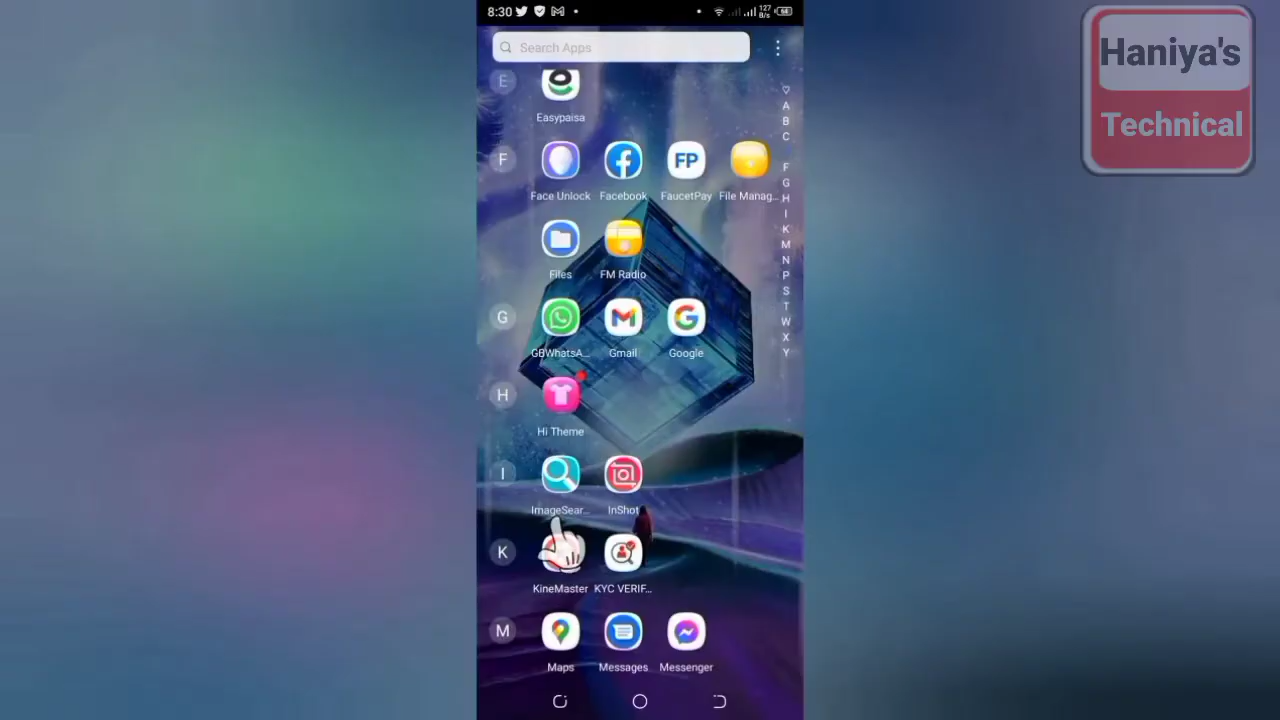 8:30
127
B/s
Haniya's
Technical
Search Apps
E
Easypaisa
F
FP
Face Unlock
Facebook
FaucetPay
File Manag...
Files
FM Radio
G
GBWhatsA...
Gmail
Google
H
Hi Theme
I
ImageSear...
InShot
K
KineMaster
KYC VERIF...
M
Maps
Messages
Messenger
A
B
C
F
G
H
I
K
M
N
P
S
T
W
X
Y